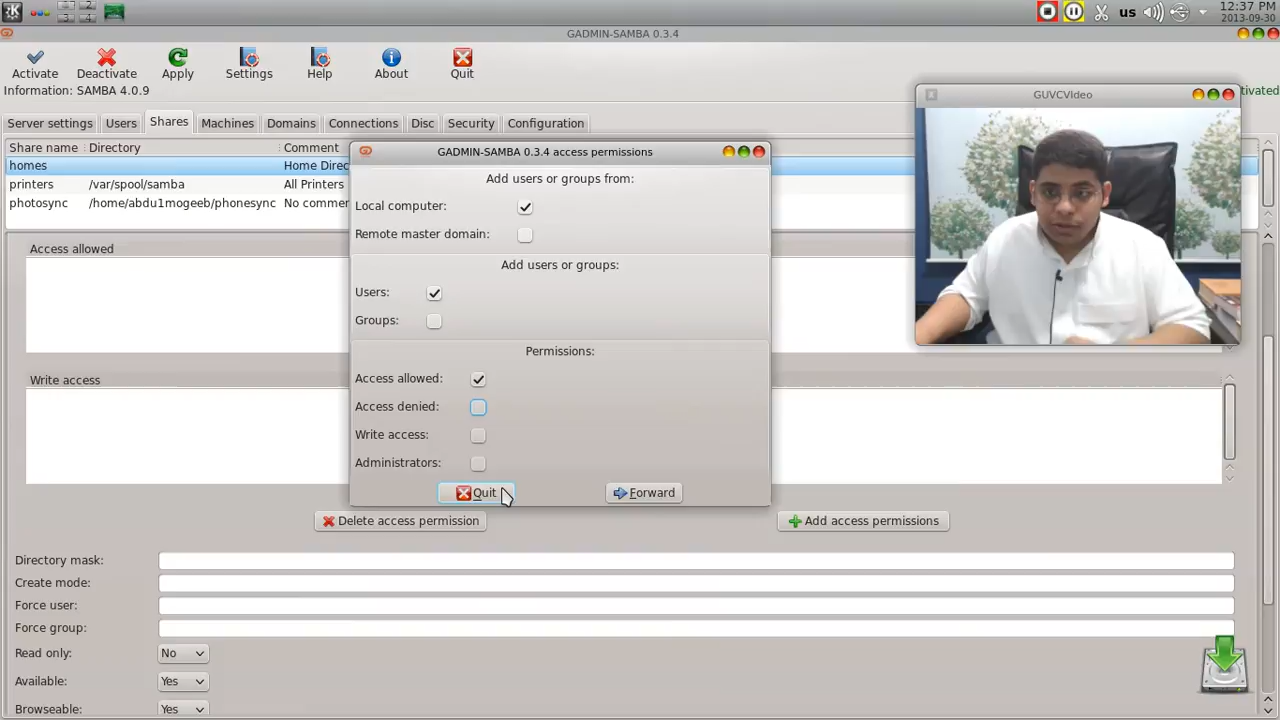 us
12:37 PM
2013-09-30
GADMIN-SAMBA 0.3.4
Activate Deactivate Apply Settings Help About Quit
Information: SAMBA 4.0.9
tivated
GUVCVideo
Server settings Users Shares Machines Domains Connections Disc Security Configuration
Share name Directory Comment
homes Home Direc
printers /var/spool/samba All Printers
photosync /home/abdu1mogeeb/phonesync No comme
GADMIN-SAMBA 0.3.4 access permissions
Add users or groups from:
Local computer:
Remote master domain:
Add users or groups:
Users:
Groups:
Permissions:
Access allowed:
Access denied:
Write access:
Administrators:
Quit Forward
Access allowed
Write access
Delete access permission Add access permissions
Directory mask:
Create mode:
Force user:
Force group:
Read only: No
Available: Yes
Browseable: Yes